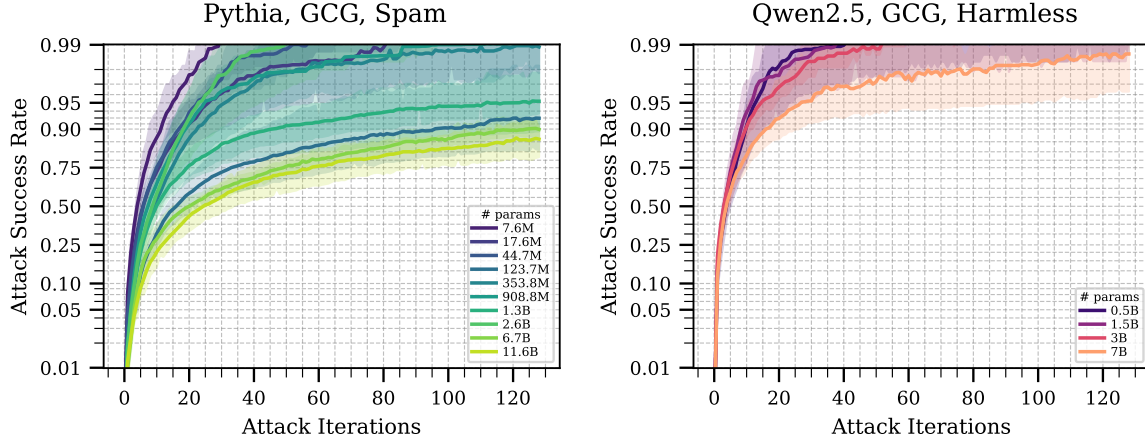 Pythia, GCG, Spam
Attack Success Rate
0.99
0.95
0.90
0.75
0.50
0.25
0.10
0.05
0.01
0 20 40 60 80 100 120
Attack Iterations
# params
7.6M
17.6M
44.7M
123.7M
353.8M
908.8M
1.3B
2.6B
6.7B
11.6B
Qwen2.5, GCG, Harmless
Attack Success Rate
0.99
0.95
0.90
0.75
0.50
0.25
0.10
0.05
0.01
0 20 40 60 80 100 120
Attack Iterations
# params
0.5B
1.5B
3B
7B